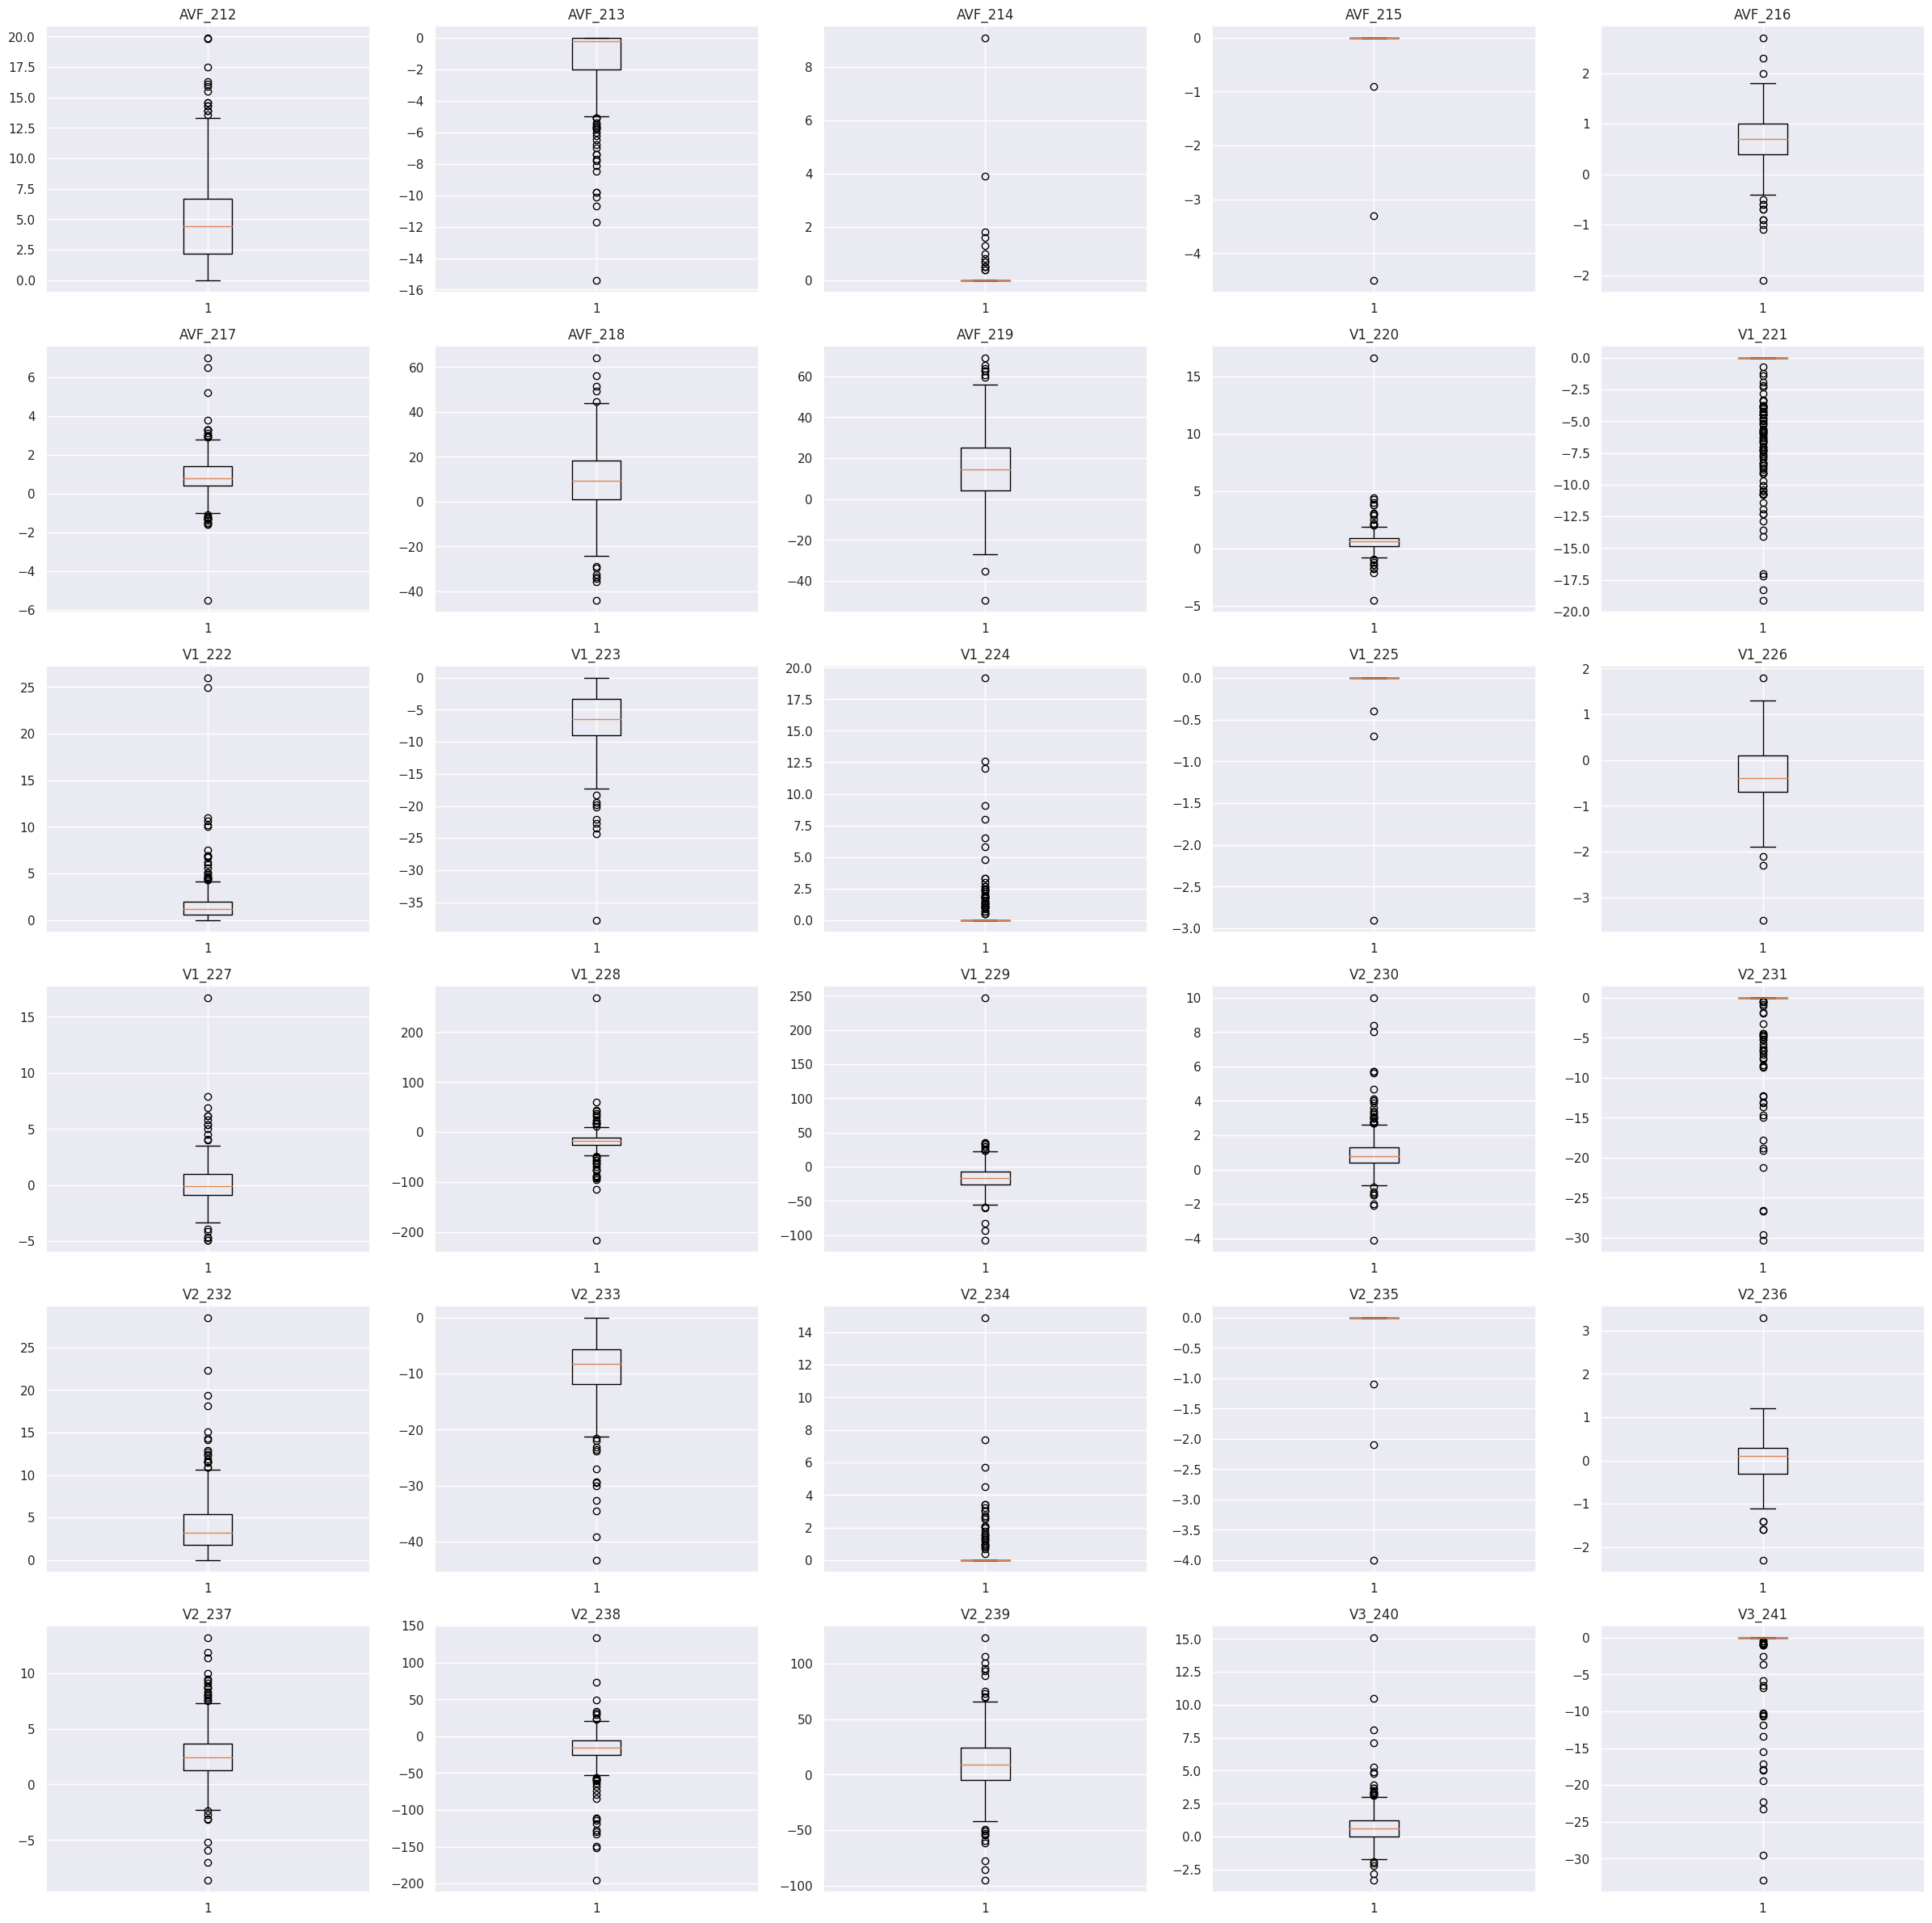 AVF_212 AVF_213 AVF_214 AVF_215 AVF_216
20.0 17.5 15.0 12.5 10.0 7.5 5.0 2.5 0.0
0 −2 −4 −6 −8 −10 −12 −14 −16
8 6 4 2 0
0 −1 −2 −3 −4
2 1 0 −1 −2
1 1 1 1 1
AVF_217 AVF_218 AVF_219 V1_220 V1_221
6 4 2 0 −2 −4 −6
60 40 20 0 −20 −40
60 40 20 0 −20 −40
15 10 5 0 −5
0.0 −2.5 −5.0 −7.5 −10.0 −12.5 −15.0 −17.5 −20.0
1 1 1 1 1
V1_222 V1_223 V1_224 V1_225 V1_226
25 20 15 10 5 0
0 −5 −10 −15 −20 −25 −30 −35
20.0 17.5 15.0 12.5 10.0 7.5 5.0 2.5 0.0
0.0 −0.5 −1.0 −1.5 −2.0 −2.5 −3.0
2 1 0 −1 −2 −3
1 1 1 1 1
V1_227 V1_228 V1_229 V2_230 V2_231
15 10 5 0 −5
200 100 0 −100 −200
250 200 150 100 50 0 −50 −100
10 8 6 4 2 0 −2 −4
0 −5 −10 −15 −20 −25 −30
1 1 1 1 1
V2_232 V2_233 V2_234 V2_235 V2_236
25 20 15 10 5 0
0 −10 −20 −30 −40
14 12 10 8 6 4 2 0
0.0 −0.5 −1.0 −1.5 −2.0 −2.5 −3.0 −3.5 −4.0
3 2 1 0 −1 −2
1 1 1 1 1
V2_237 V2_238 V2_239 V3_240 V3_241
10 5 0 −5
150 100 50 0 −50 −100 −150 −200
100 50 0 −50 −100
15.0 12.5 10.0 7.5 5.0 2.5 0.0 −2.5
0 −5 −10 −15 −20 −25 −30
1 1 1 1 1